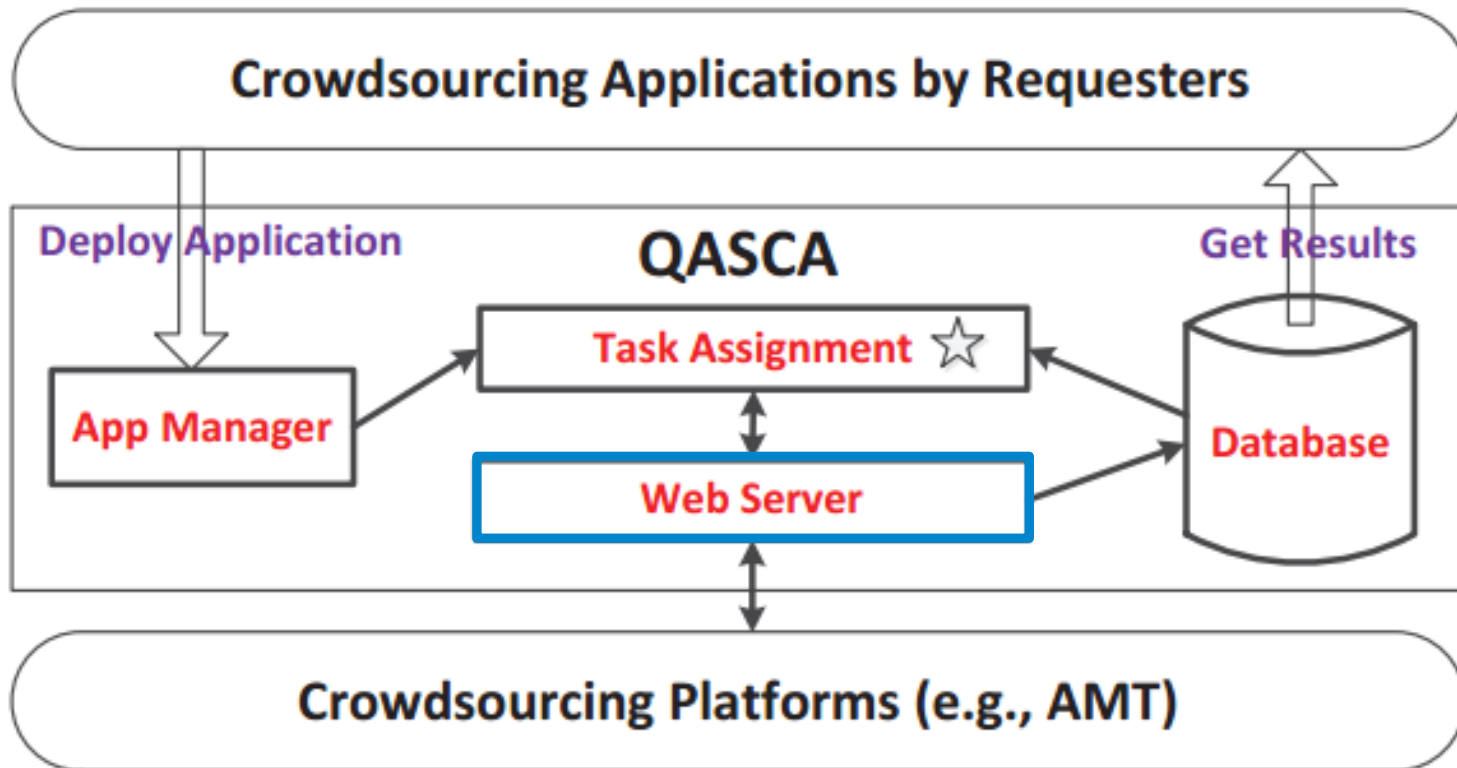 Crowdsourcing Applications by Requesters
Deploy Application
QASCA
Get Results
Task Assignment
App Manager
Database
Web Server
Crowdsourcing Platforms (e.g., AMT)